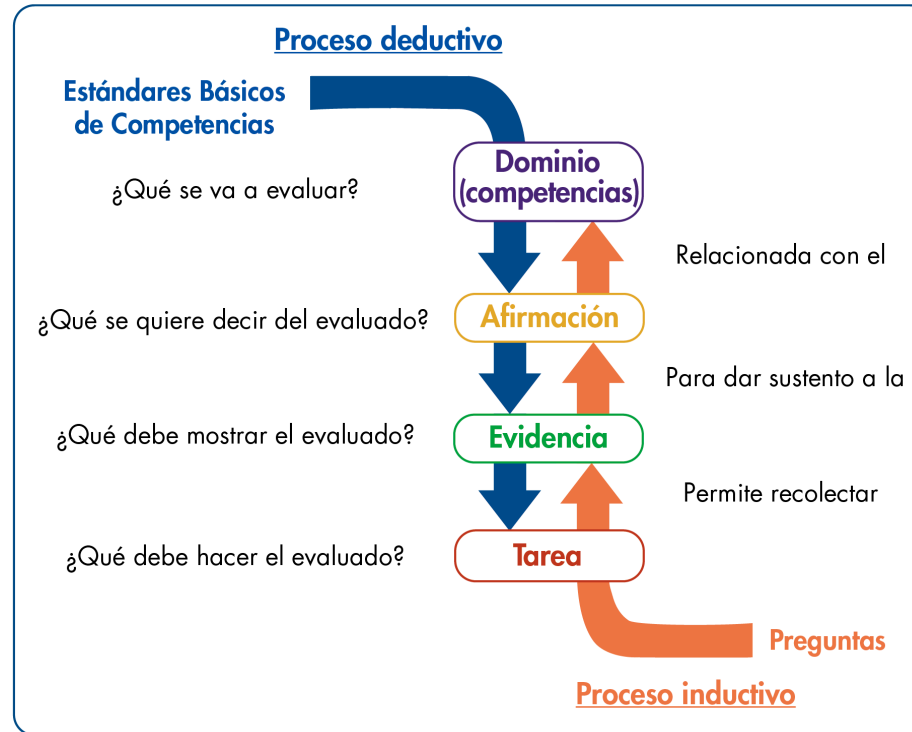 Proceso deductivo
Estándares Básicos
de Competencias
Dominio
(competencias)
¿Qué se va a evaluar?
Relacionada con el
Afirmación
¿Qué se quiere decir del evaluado?
Para dar sustento a la
Evidencia
¿Qué debe mostrar el evaluado?
Permite recolectar
Tarea
¿Qué debe hacer el evaluado?
Preguntas
Proceso inductivo